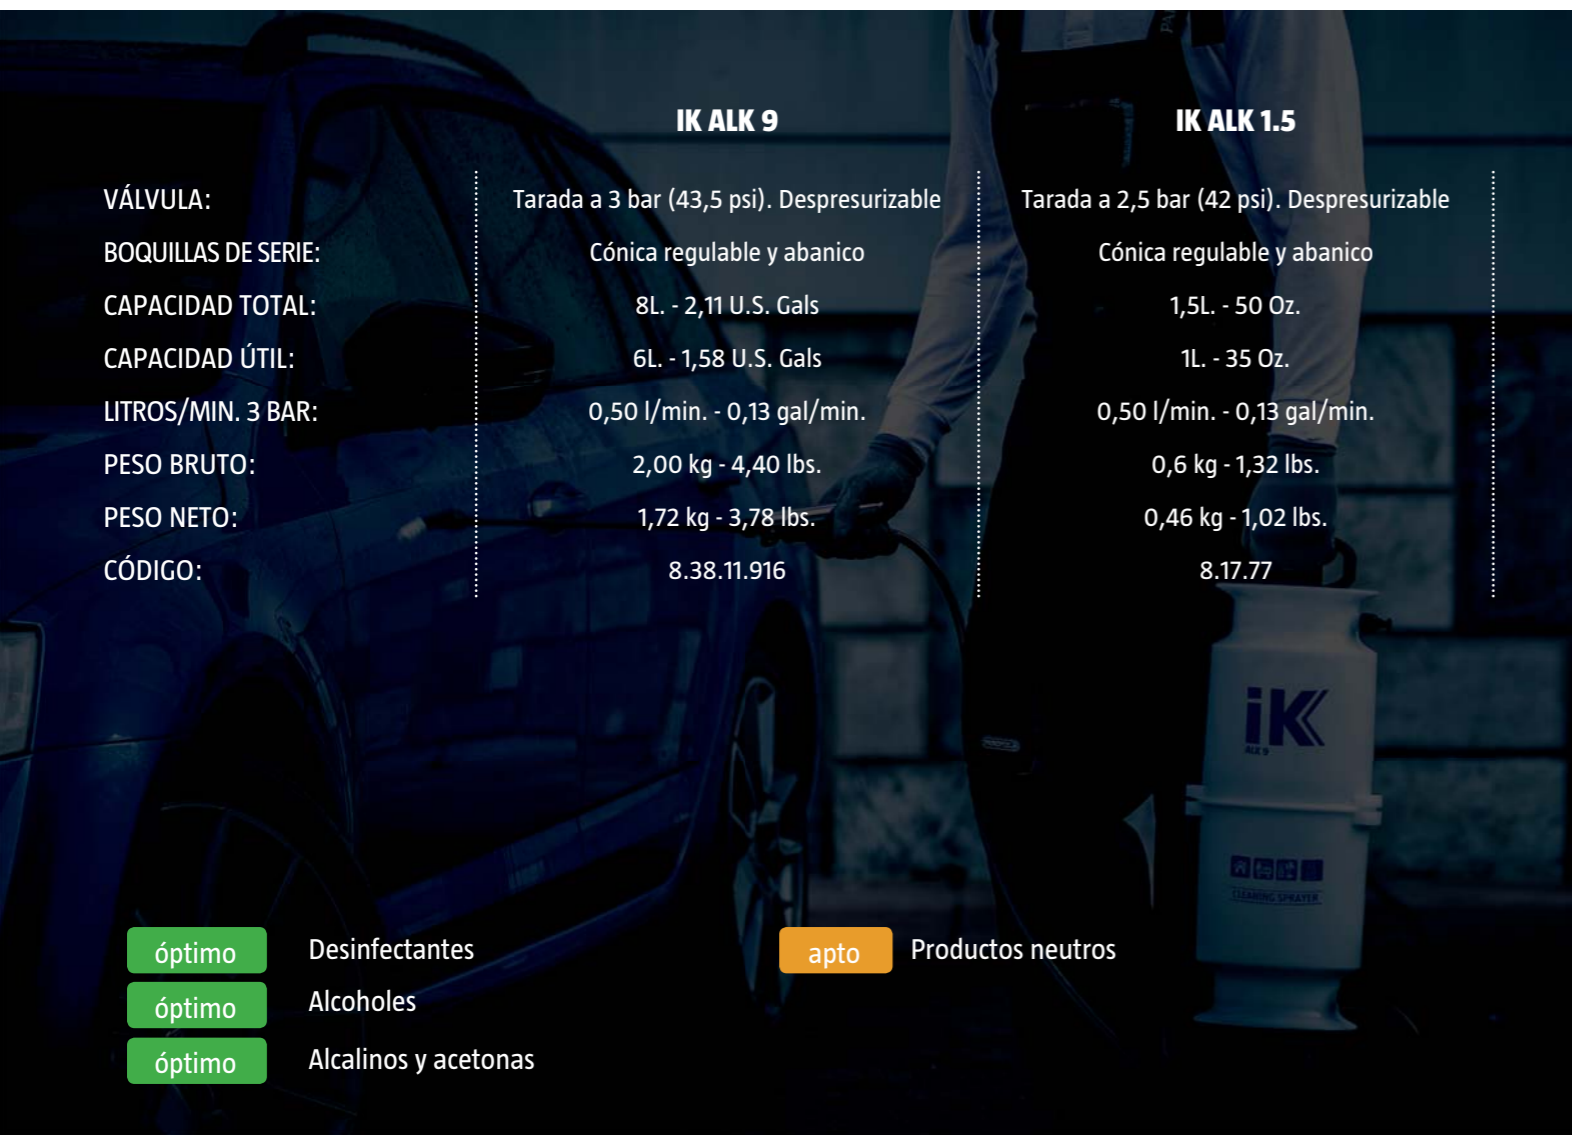 IK ALK 9 IK ALK 1.5
VÁLVULA: Tarada a 3 bar (43,5 psi). Despresurizable Tarada a 2,5 bar (42 psi). Despresurizable
BOQUILLAS DE SERIE: Cónica regulable y abanico Cónica regulable y abanico
CAPACIDAD TOTAL: 8L. - 2,11 U.S. Gals 1,5L. - 50 Oz.
CAPACIDAD ÚTIL: 6L. - 1,58 U.S. Gals 1L. - 35 Oz.
LITROS/MIN. 3 BAR: 0,50 l/min. - 0,13 gal/min. 0,50 l/min. - 0,13 gal/min.
PESO BRUTO: 2,00 kg - 4,40 lbs. 0,6 kg - 1,32 lbs.
PESO NETO: 1,72 kg - 3,78 lbs. 0,46 kg - 1,02 lbs.
CÓDIGO: 8.38.11.916 8.17.77
iK
ALK 9
CLEANING SPRAYER
óptimo Desinfectantes apto Productos neutros
óptimo Alcoholes
óptimo Alcalinos y acetonas